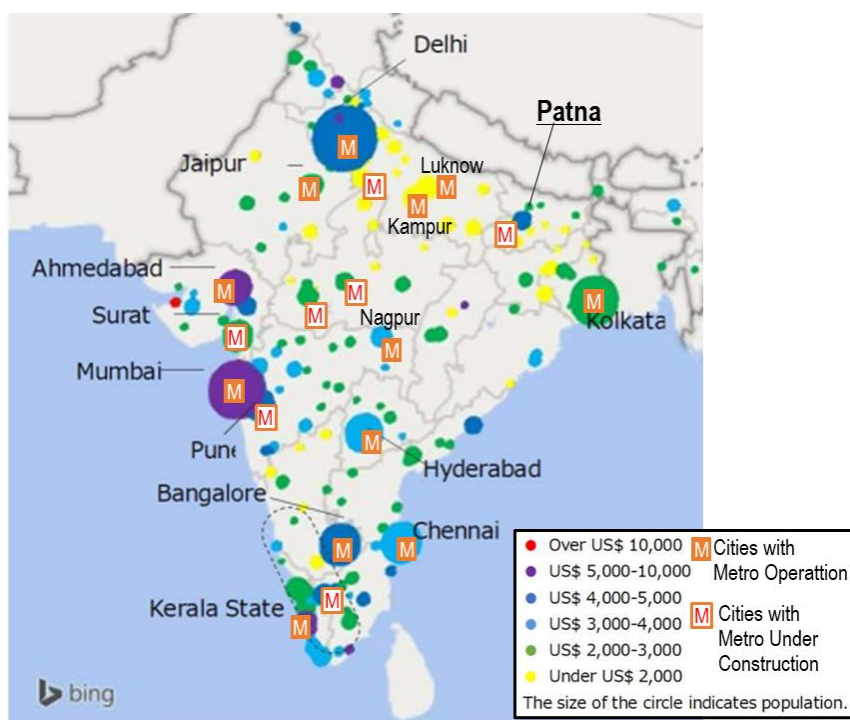 Delhi
Patna
Jaipur
M
Luknow
M
M
M
M
Kampur
M
Ahmedabad
M
M
M
Surat
M
Nagpur
M
Kolkata
M
Mumbai
M
M
Pune
M
Hyderabad
Bangalore
Chennai
M
M
Kerala State
M
M
Over US$ 10,000
US$ 5,000-10,000
US$ 4,000-5,000
US$ 3,000-4,000
US$ 2,000-3,000
Under US$ 2,000
M Cities with
Metro Operattion
M Cities with
Metro Under
Construction
The size of the circle indicates population.
bing